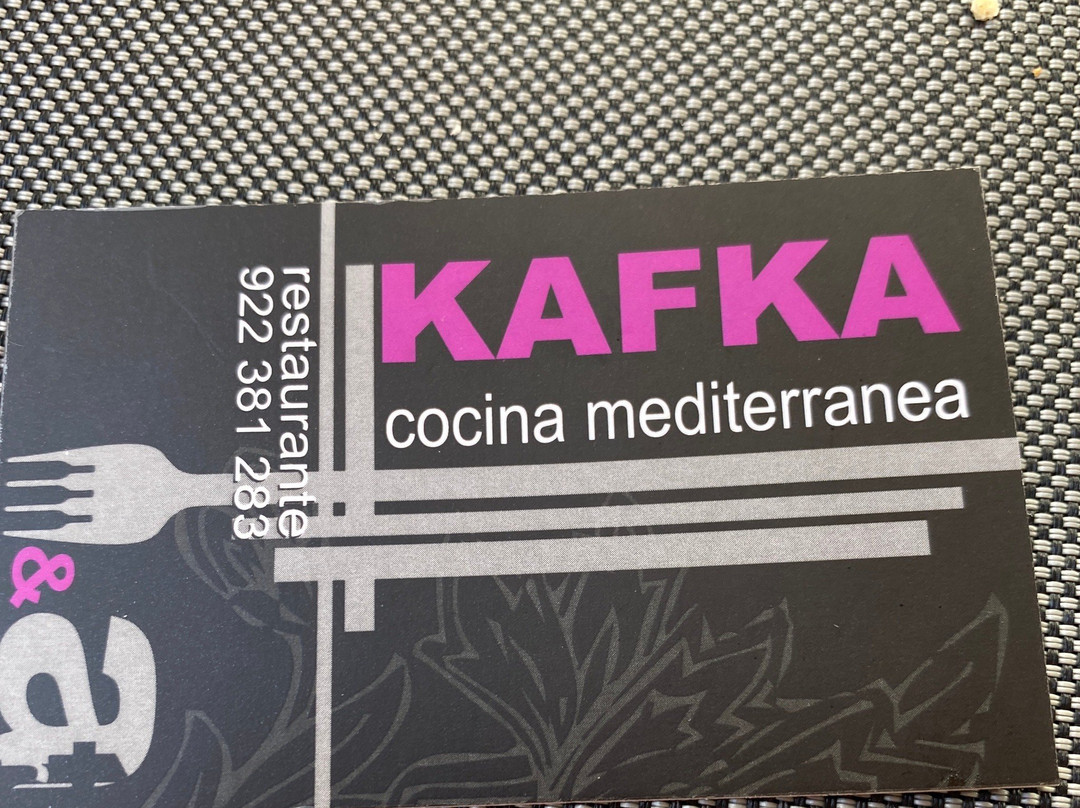 KAFKA
cocina mediterranea
restaurante
922 381 283
&